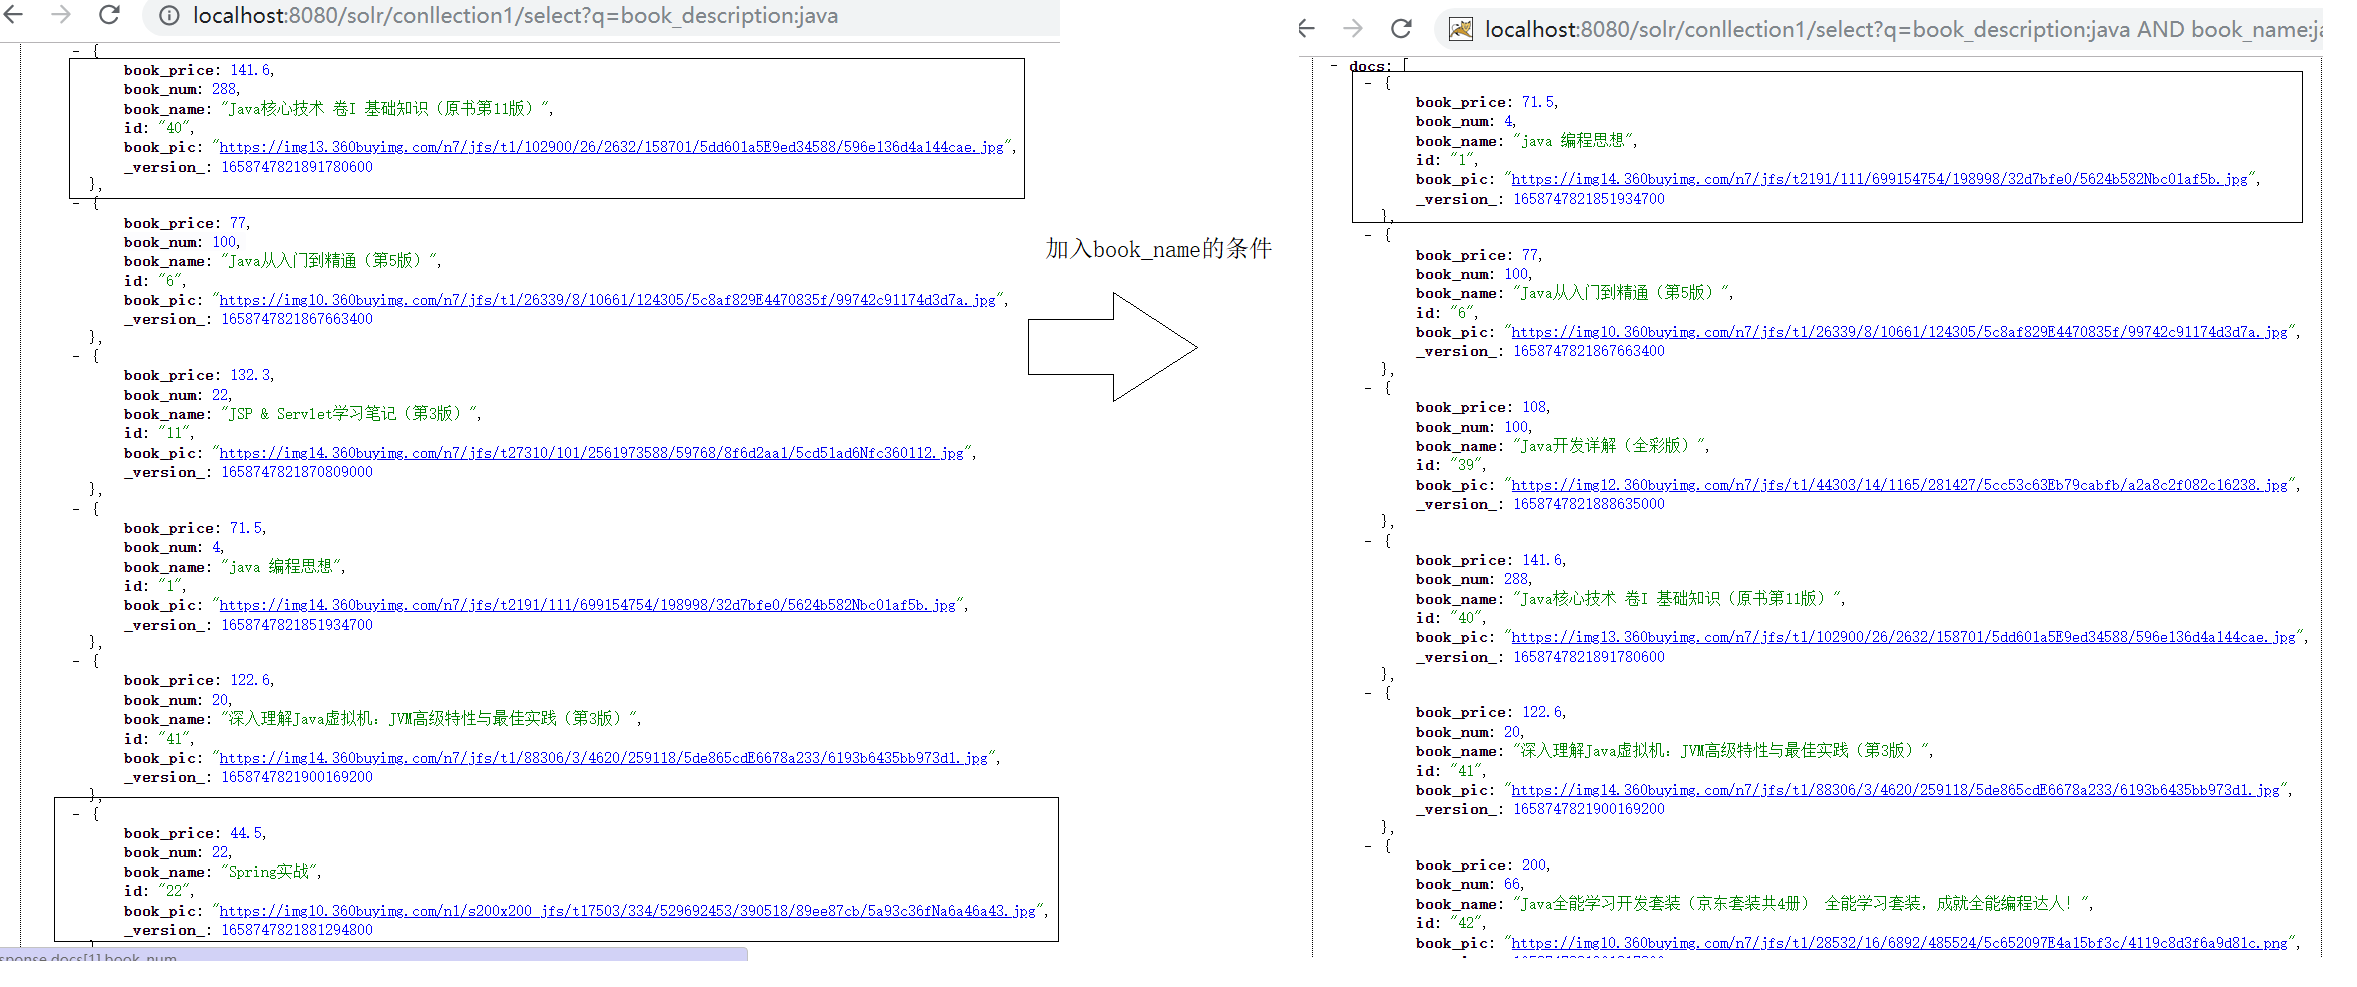 localhost:8080/solr/conllection1/select?q=book_description:java
- {
book_price: 141.6,
book_num: 288,
book_name: "Java核心技术 卷I 基础知识（原书第11版）",
id: "40",
book_pic: "https://img13.360buyimg.com/n7/jfs/t1/102900/26/2632/158701/5dd601a5E9ed34588/596e136d4a144cae.jpg",
_version_: 1658747821891780600
},
- {
book_price: 77,
book_num: 100,
book_name: "Java从入门到精通（第5版）",
id: "6",
book_pic: "https://img10.360buyimg.com/n7/jfs/t1/26339/8/10661/124305/5c8af829E4470835f/99742c91174d3d7a.jpg",
_version_: 1658747821867663400
},
- {
book_price: 132.3,
book_num: 22,
book_name: "JSP & Servlet学习笔记（第3版）",
id: "11",
book_pic: "https://img14.360buyimg.com/n7/jfs/t27310/101/2561973588/59768/8f6d2aa1/5cd51ad6Nfc360112.jpg",
_version_: 1658747821870809000
},
- {
book_price: 71.5,
book_num: 4,
book_name: "java 编程思想",
id: "1",
book_pic: "https://img14.360buyimg.com/n7/jfs/t2191/111/699154754/198998/32d7bfe0/5624b582Nbc01af5b.jpg",
_version_: 1658747821851934700
},
- {
book_price: 122.6,
book_num: 20,
book_name: "深入理解Java虚拟机：JVM高级特性与最佳实践（第3版）",
id: "41",
book_pic: "https://img14.360buyimg.com/n7/jfs/t1/88306/3/4620/259118/5de865cdE6678a233/6193b6435bb973d1.jpg",
_version_: 1658747821900169200
},
- {
book_price: 44.5,
book_num: 22,
book_name: "Spring实战",
id: "22",
book_pic: "https://img10.360buyimg.com/n1/s200x200_jfs/t17503/334/529692453/390518/89ee87cb/5a93c36fNa6a46a43.jpg",
_version_: 1658747821881294800
sponse.docs[1].book_num
加入book_name的条件
localhost:8080/solr/conllection1/select?q=book_description:java AND book_name:ja
- docs: [
- {
book_price: 71.5,
book_num: 4,
book_name: "java 编程思想",
id: "1",
book_pic: "https://img14.360buyimg.com/n7/jfs/t2191/111/699154754/198998/32d7bfe0/5624b582Nbc01af5b.jpg",
_version_: 1658747821851934700
},
- {
book_price: 77,
book_num: 100,
book_name: "Java从入门到精通（第5版）",
id: "6",
book_pic: "https://img10.360buyimg.com/n7/jfs/t1/26339/8/10661/124305/5c8af829E4470835f/99742c91174d3d7a.jpg",
_version_: 1658747821867663400
},
- {
book_price: 108,
book_num: 100,
book_name: "Java开发详解（全彩版）",
id: "39",
book_pic: "https://img12.360buyimg.com/n7/jfs/t1/44303/14/1165/281427/5cc53c63Eb79cabfb/a2a8c2f082c16238.jpg",
_version_: 1658747821888635000
},
- {
book_price: 141.6,
book_num: 288,
book_name: "Java核心技术 卷I 基础知识（原书第11版）",
id: "40",
book_pic: "https://img13.360buyimg.com/n7/jfs/t1/102900/26/2632/158701/5dd601a5E9ed34588/596e136d4a144cae.jpg",
_version_: 1658747821891780600
},
- {
book_price: 122.6,
book_num: 20,
book_name: "深入理解Java虚拟机：JVM高级特性与最佳实践（第3版）",
id: "41",
book_pic: "https://img14.360buyimg.com/n7/jfs/t1/88306/3/4620/259118/5de865cdE6678a233/6193b6435bb973d1.jpg",
_version_: 1658747821900169200
},
- {
book_price: 200,
book_num: 66,
book_name: "Java全能学习开发套装（京东套装共4册） 全能学习套装，成就全能编程达人！",
id: "42",
book_pic: "https://img10.360buyimg.com/n7/jfs/t1/28532/16/6892/485524/5c652097E4a15bf3c/4119c8d3f6a9d81c.png",